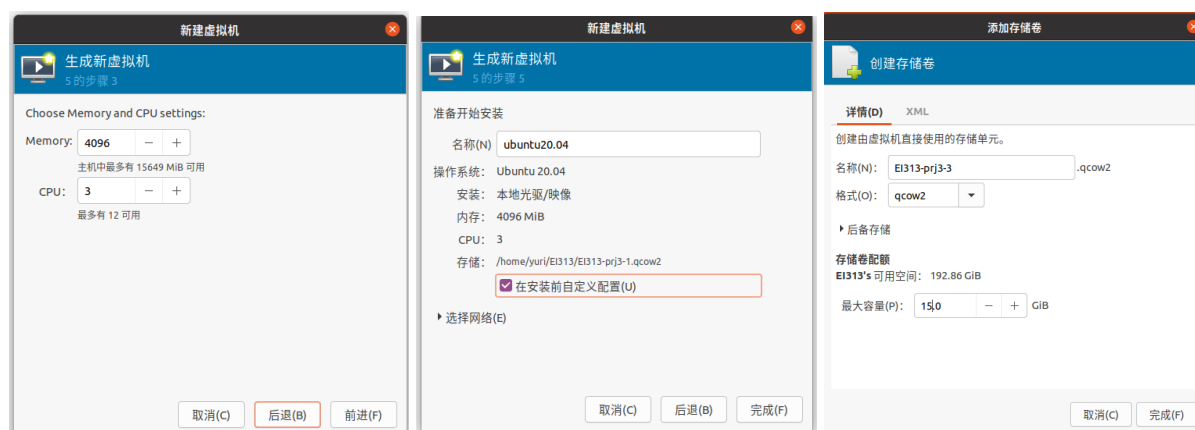 新建虚拟机
生成新虚拟机
5 的步骤 3
Choose Memory and CPU settings:
Memory: 4096
主机中最多有 15649 MiB 可用
CPU: 3
最多有 12 可用
取消(C) 后退(B) 前进(F)
新建虚拟机
生成新虚拟机
5 的步骤 5
准备开始安装
名称(N) ubuntu20.04
操作系统: Ubuntu 20.04
安装: 本地光驱/映像
内存: 4096 MiB
CPU: 3
存储: /home/yuri/EI313/EI313-prj3-1.qcow2
在安装前自定义配置(U)
选择网络(E)
取消(C) 后退(B) 完成(F)
添加存储卷
创建存储卷
详情(D) XML
创建由虚拟机直接使用的存储单元。
名称(N): EI313-prj3-3 .qcow2
格式(O): qcow2
后备存储
存储卷配额
EI313's 可用空间: 192.86 GiB
最大容量(P): 15.0 GiB
取消(C) 完成(F)